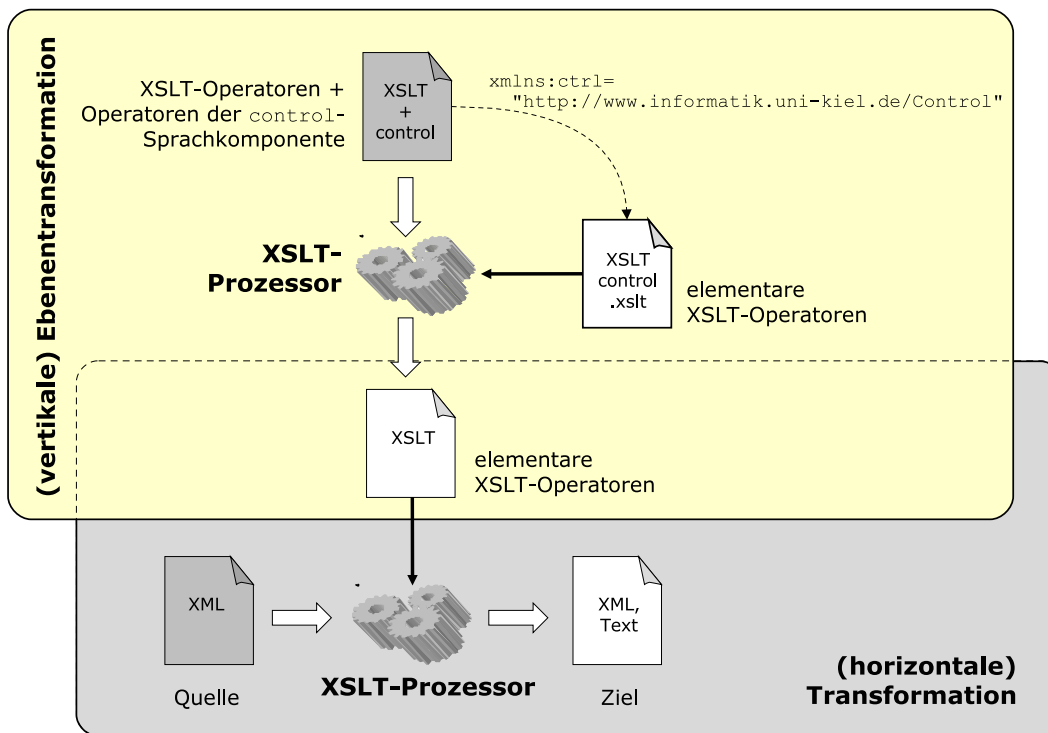 (vertikale) Ebenentransformation
XSLT-Operatoren +
Operatoren der control-
Sprachkomponente
XSLT
+
control
xmlns:ctrl=
"http://www.informatik.uni-kiel.de/Control"
XSLT-
Prozessor
XSLT
control
.xslt
elementare
XSLT-Operatoren
XSLT
elementare
XSLT-Operatoren
XML
Quelle
XSLT-Prozessor
XML,
Text
Ziel
(horizontale)
Transformation